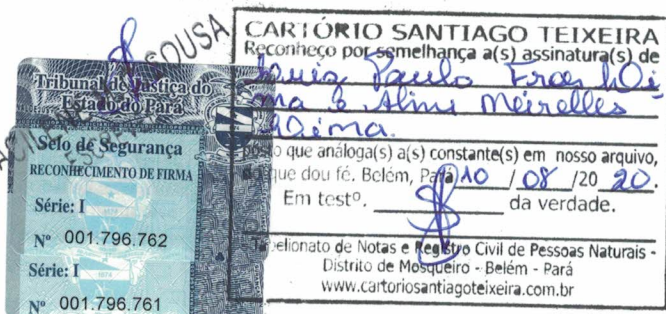 SOUSA
Tribunal de Justiça do
Estado do Pará
Selo de Segurança
RECONHECIMENTO DE FIRMA
Série: I
Nº 001.796.762
Série: I
Nº 001.796.761
CARTÓRIO SANTIAGO TEIXEIRA
Reconheço por semelhança a(s) assinatura(s) de
Luiz Paulo
e Aline Meirelles
posto que análoga(s) a(s) constante(s) em nosso arquivo,
do que dou fé. Belém, Pará 10 / 08 /20 20.
Em testº. da verdade.
Tabelionato de Notas e Registro Civil de Pessoas Naturais -
Distrito de Mosqueiro - Belém - Pará
www.cartoriosantiagoteixeira.com.br